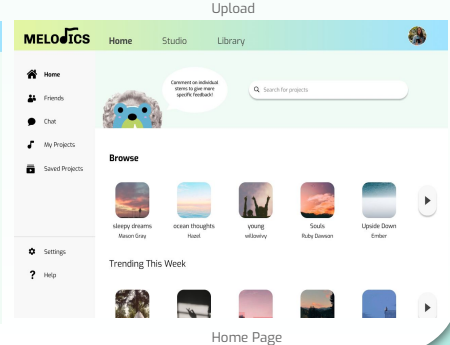 Upload
MELODICS
Home
Studio
Library
Home
Friends
Chat
My Projects
Saved Projects
Settings
Help
Comment on individual
stems to give more
specific feedback!
Search for projects
Browse
sleepy dreams
Mason Gray
ocean thoughts
Hazel
young
willowivy
Souls
Ruby Dawson
Upside Down
Ember
Trending This Week
Home Page